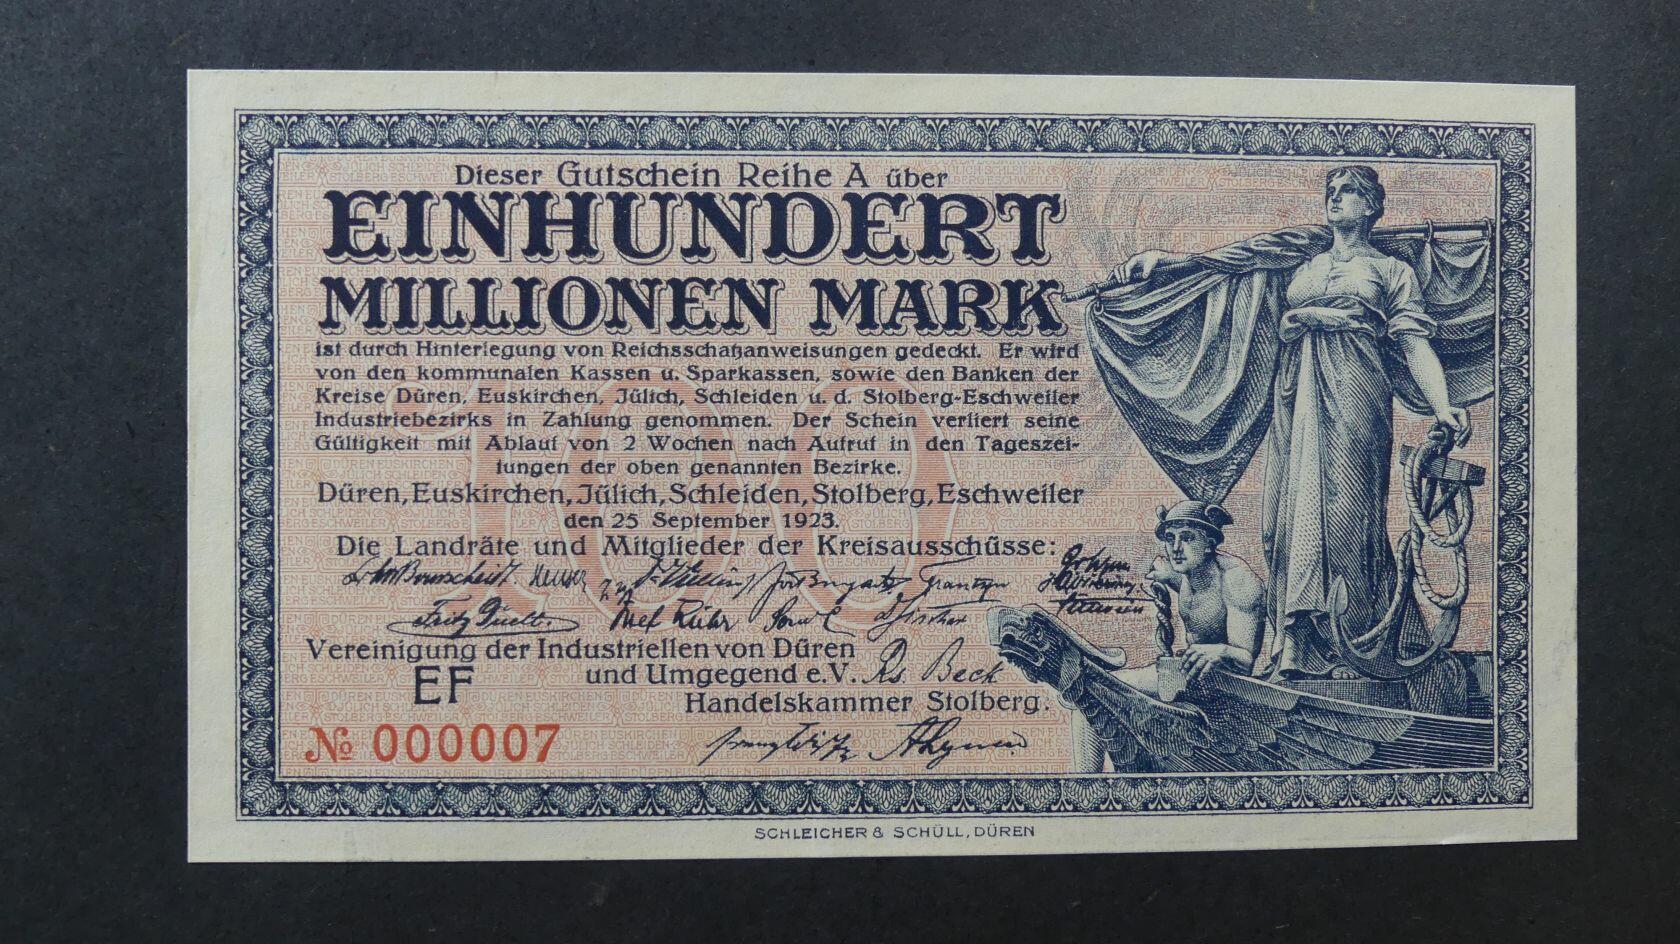 Dieser Gutschein Reihe A über
EINHUNDERT
MILLIONEN MARK
ist durch Hinterlegung von Reichsschatzanweisungen gedeckt. Er wird
von den kommunalen Kassen u. Sparkassen, sowie den Banken der
Kreise Düren, Euskirchen, Jülich, Schleiden u. d. Stolberg-Eschweiler
Industriebezirks in Zahlung genommen. Der Schein verliert seine
Gültigkeit mit Ablauf von 2 Wochen nach Aufruf in den Tageszei-
tungen der oben genannten Bezirke.
100
Düren, Euskirchen, Jülich, Schleiden, Stolberg, Eschweiler
den 25 September 1923.
Die Landräte und Mitglieder der Kreisausschüsse:
Vereinigung der Industriellen von Düren
und Umgegend e.V. Rs. Beck
EF
Handelskammer Stolberg.
№ 000007
SCHLEICHER & SCHÜLL, DÜREN